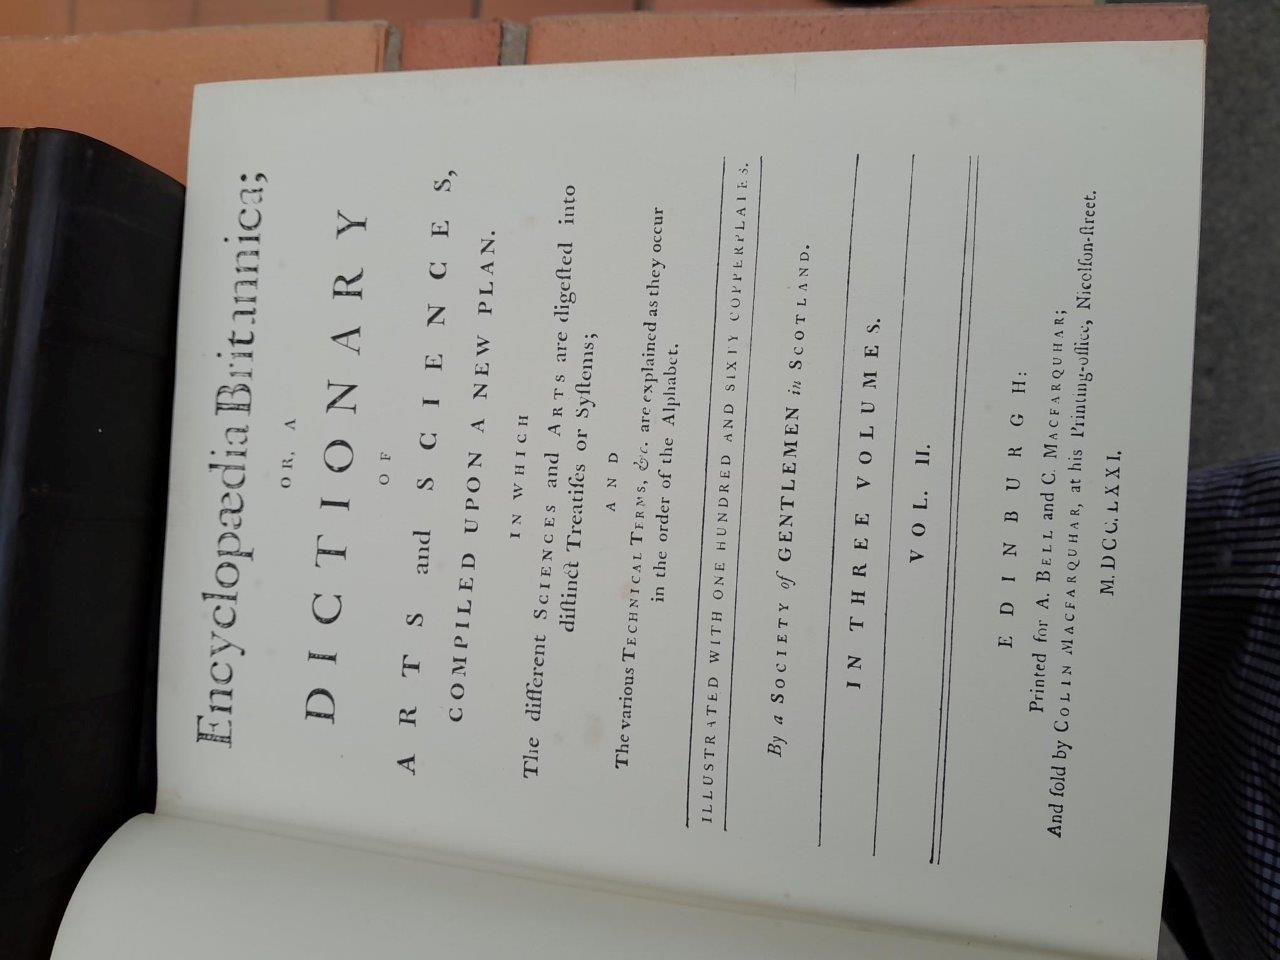 Encyclopædia Britannica;
OR, A
DICTIONARY
OF
ARTS and SCIENCES,
COMPILED UPON A NEW PLAN.
IN WHICH
The different SCIENCES and ARTS are digeſted into
diſtinct Treatiſes or Syſtems;
AND
The various TECHNICAL TERMS, &c. are explained as they occur
in the order of the Alphabet.
ILLUSTRATED WITH ONE HUNDRED AND SIXTY COPPERPLATES.
By a SOCIETY of GENTLEMEN in SCOTLAND.
IN THREE VOLUMES.
VOL. II.
EDINBURGH:
Printed for A. BELL and C. MACFARQUHAR;
And ſold by COLIN MACFARQUHAR, at his Printing-office, Nicolſon-ſtreet.
M.DCC.LXXI.